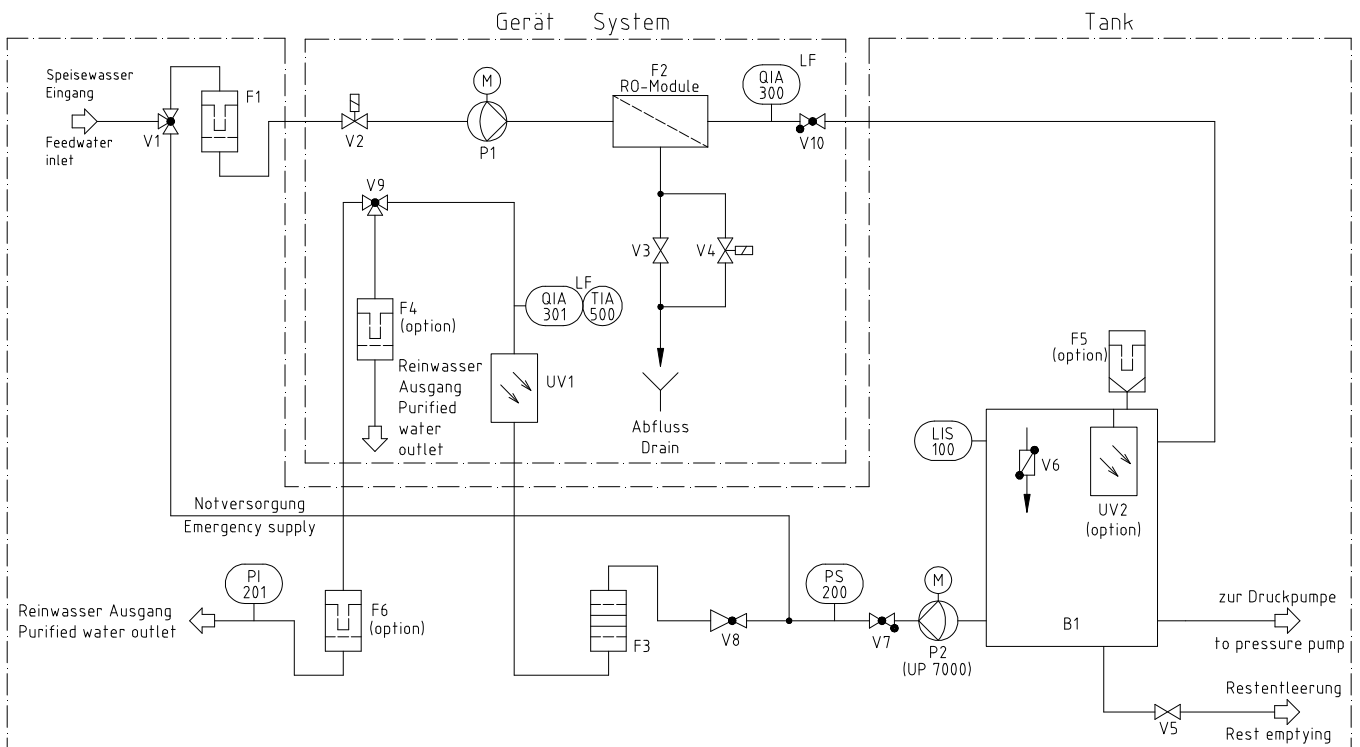 Gerät System
Tank
Speisewasser
Eingang
Feedwater
inlet
V1
F1
V2
M
P1
F2
RO-Module
QIA
300
LF
V10
V9
V3
V4
F4
(option)
QIA
301
LF
TIA
500
Reinwasser
Ausgang
Purified
water
outlet
UV1
Abfluss
Drain
F5
(option)
LIS
100
V6
UV2
(option)
Notversorgung
Emergency supply
PI
201
Reinwasser Ausgang
Purified water outlet
F6
(option)
F3
V8
PS
200
V7
M
P2
(UP 7000)
B1
zur Druckpumpe
to pressure pump
V5
Restentleerung
Rest emptying